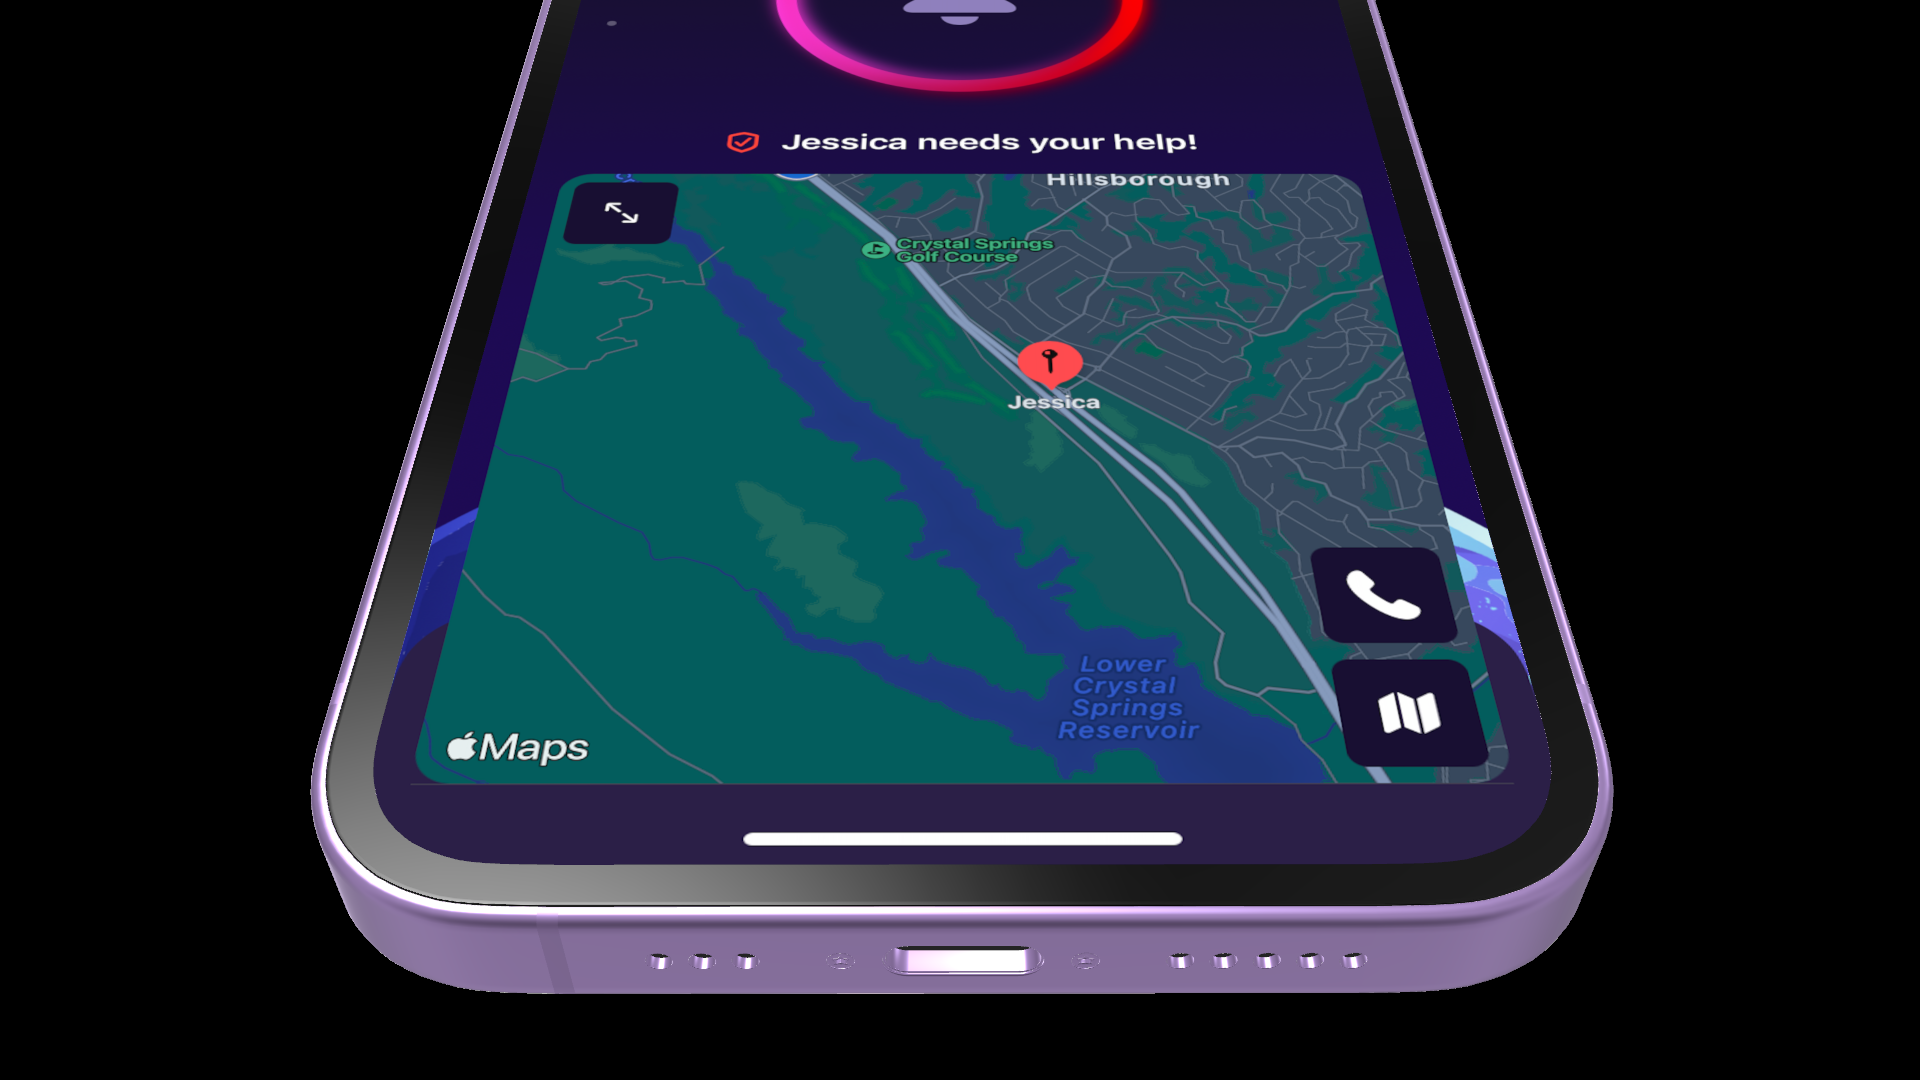 Jessica needs your help!
Hillsborough
Crystal Springs
Golf Course
Jessica
Lower
Crystal
Springs
Reservoir
Maps